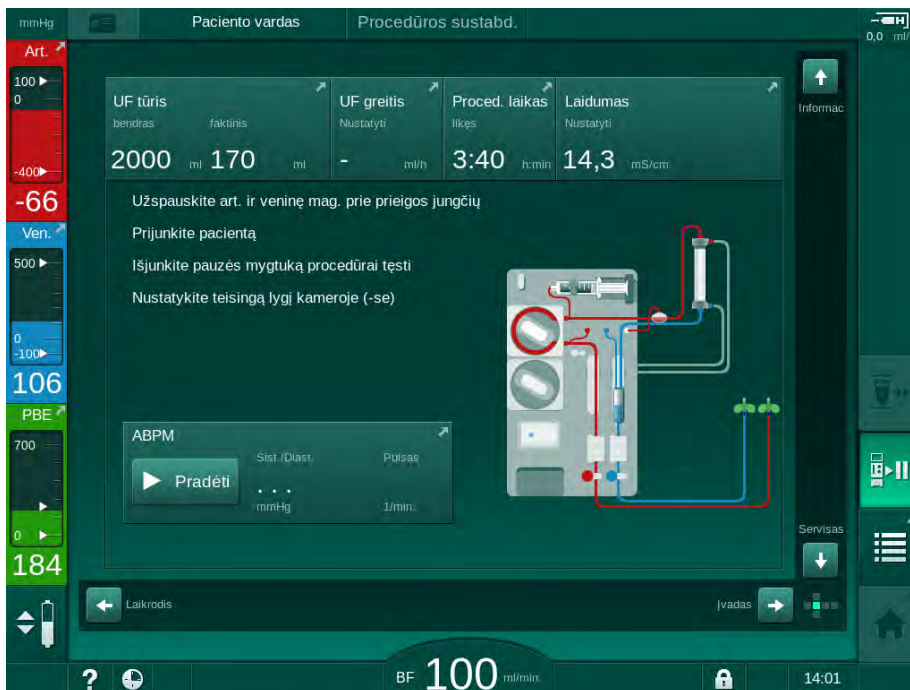 mmHg
Paciento vardas
Procedūros sustabd.
0,0 ml/
Art.
100
0
-400
-66
Ven.
500
0
-100
106
PBE
700
0
184
UF tūris
bendras faktinis
2000 ml 170 ml
UF greitis
Nustatyti
- ml/h
Proced. laikas
likęs
3:40 h:min
Laidumas
Nustatyti
14,3 mS/cm
Informac
Užspauskite art. ir veninę mag. prie prieigos jungčių
Prijunkite pacientą
Išjunkite pauzės mygtuką procedūrai tęsti
Nustatykite teisingą lygį kameroje (-se)
ABPM
Sist./Diast. Pulsas
Pradėti
. . .
mmHg 1/min.
Servisas
Laikrodis
Įvadas
? BF 100 ml/min. 14:01